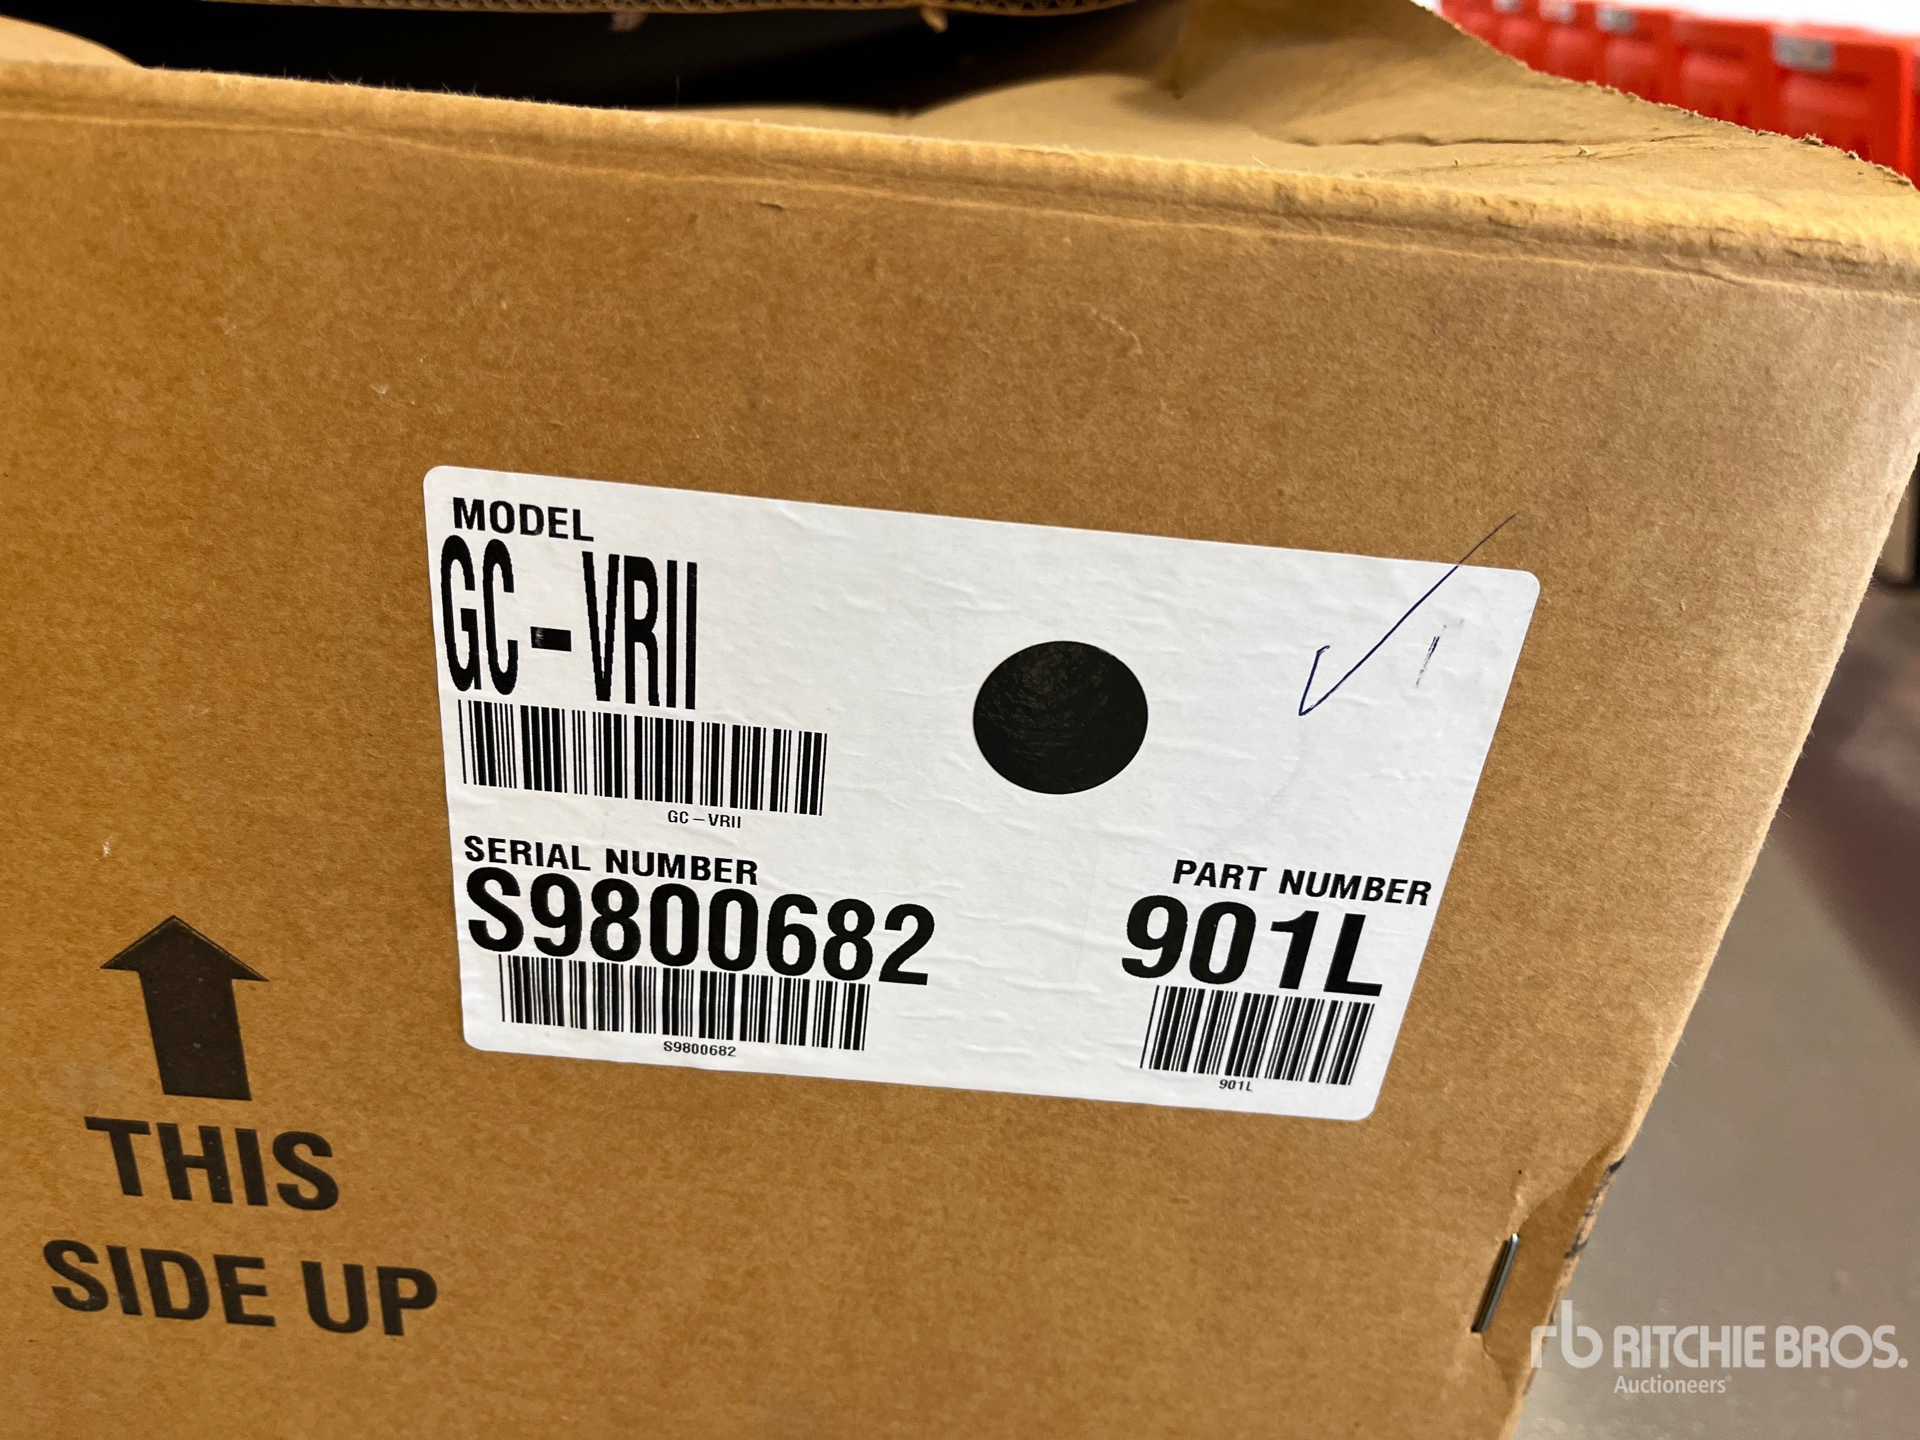 MODEL
GC-VRII
GC-VRII
SERIAL NUMBER
S9800682
S9800682
PART NUMBER
901L
901L
THIS
SIDE UP
rb RITCHIE BROS.
Auctioneers